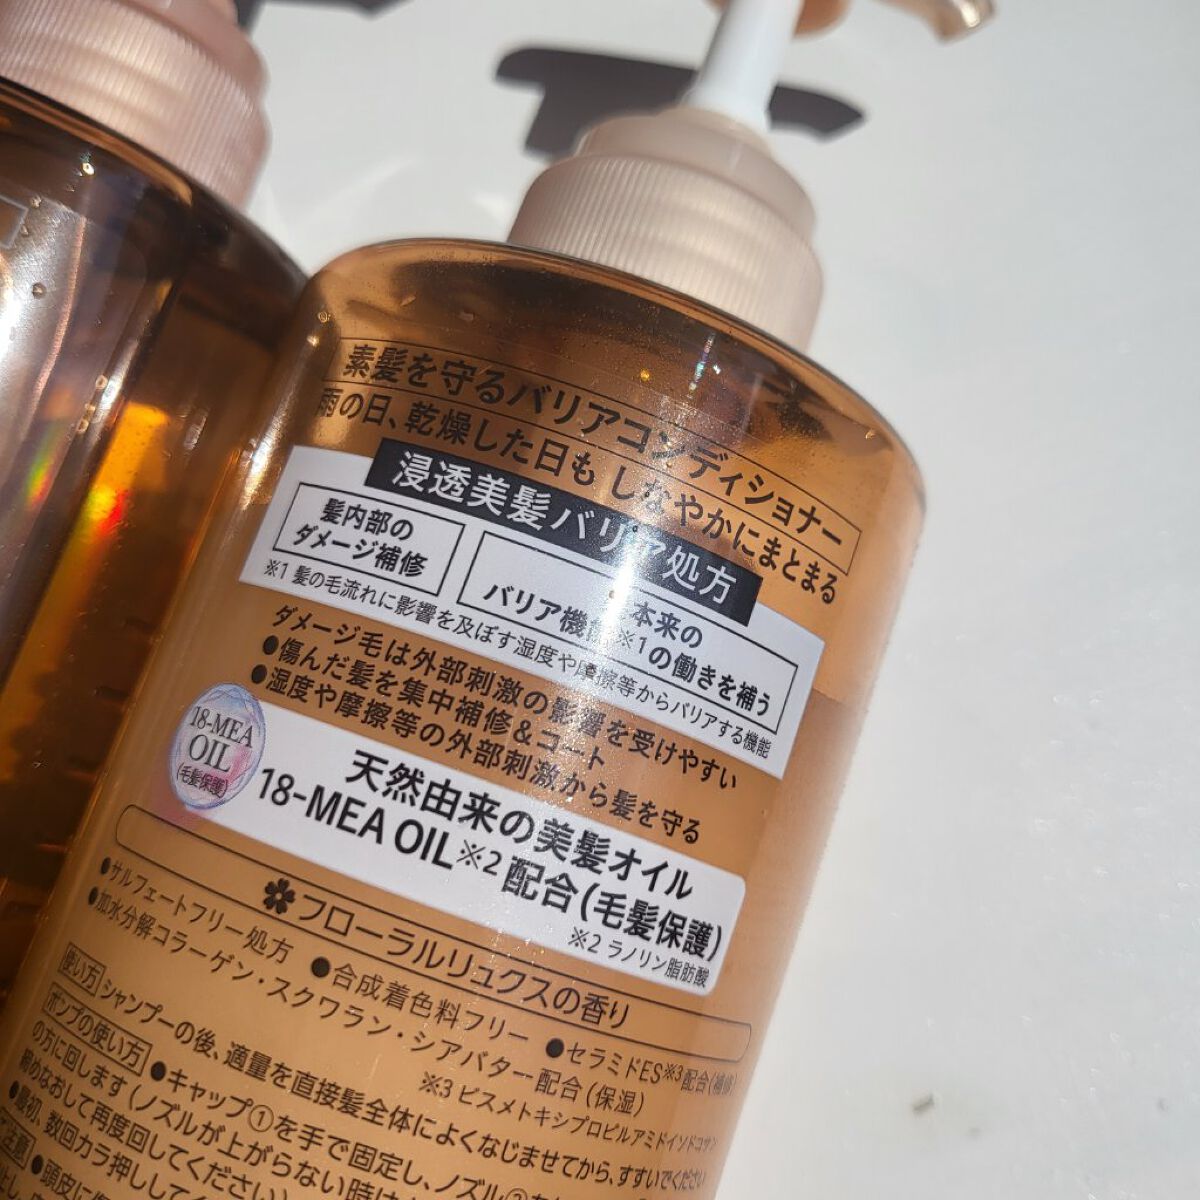 素髪を守るバリアコンディショナー
雨の日、乾燥した日も しなやかにまとまる
浸透美髪バリア処方
髪内部の
ダメージ補修
本来の
バリア機能※1の働きを補う
※1 髪の毛流れに影響を及ぼす湿度や摩擦等からバリアする機能
ダメージ毛は外部刺激の影響を受けやすい
●傷んだ髪を集中補修&コート
●湿度や摩擦等の外部刺激から髪を守る
18-MEA
OIL
(毛髪保護)
天然由来の美髪オイル
18-MEA OIL※2配合(毛髪保護)
※2 ラノリン脂肪酸
フローラルリュクスの香り
●サルフェートフリー処方 ●合成着色料フリー ●セラミドES※3配合(補修)
●加水分解コラーゲン・スクワラン・シアバター配合(保湿)
※3 ビスメトキシプロピルアミドイソドコサン
使い方 シャンプーの後、適量を直接髪全体によくなじませてから、すすいでください
ポンプの使い方 ●キャップ①を手で固定し、ノズル②を
の方に回します(ノズルが上がらない時は
締めなおして再度回してください)
●最初、数回カラ押ししてく
注意 ●頭皮に